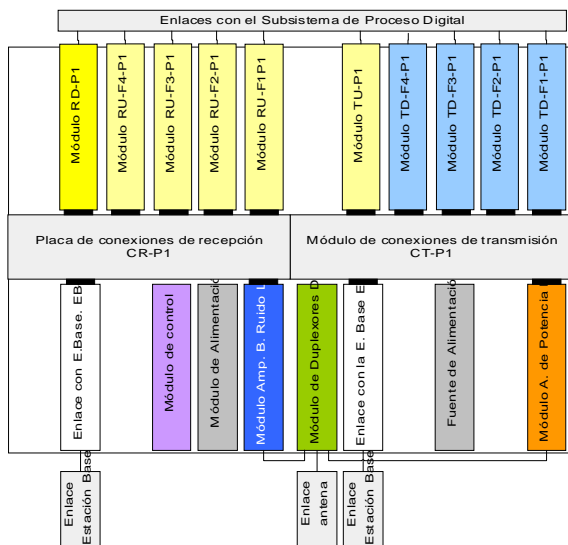 Enlaces con el Subsistema de Proceso Digital
Módulo RD-P1
Módulo RU-F4-P1
Módulo RU-F3-P1
Módulo RU-F2-P1
Módulo RU-F1P1
Módulo TU-P1
Módulo TD-F4-P1
Módulo TD-F3-P1
Módulo TD-F2-P1
Módulo TD-F1-P1
Placa de conexiones de recepción
CR-P1
Módulo de conexiones de transmisión
CT-P1
Enlace con E.Base. EB
Módulo de control
Módulo de Alimentació
Módulo Amp. B. Ruido L
Módulo de Duplexores D
Enlace con la E. Base E
Fuente de Alimentació
Módulo A. de Potencia
Enlace
Estación Base
Enlace
antena
Enlace
Estación Base